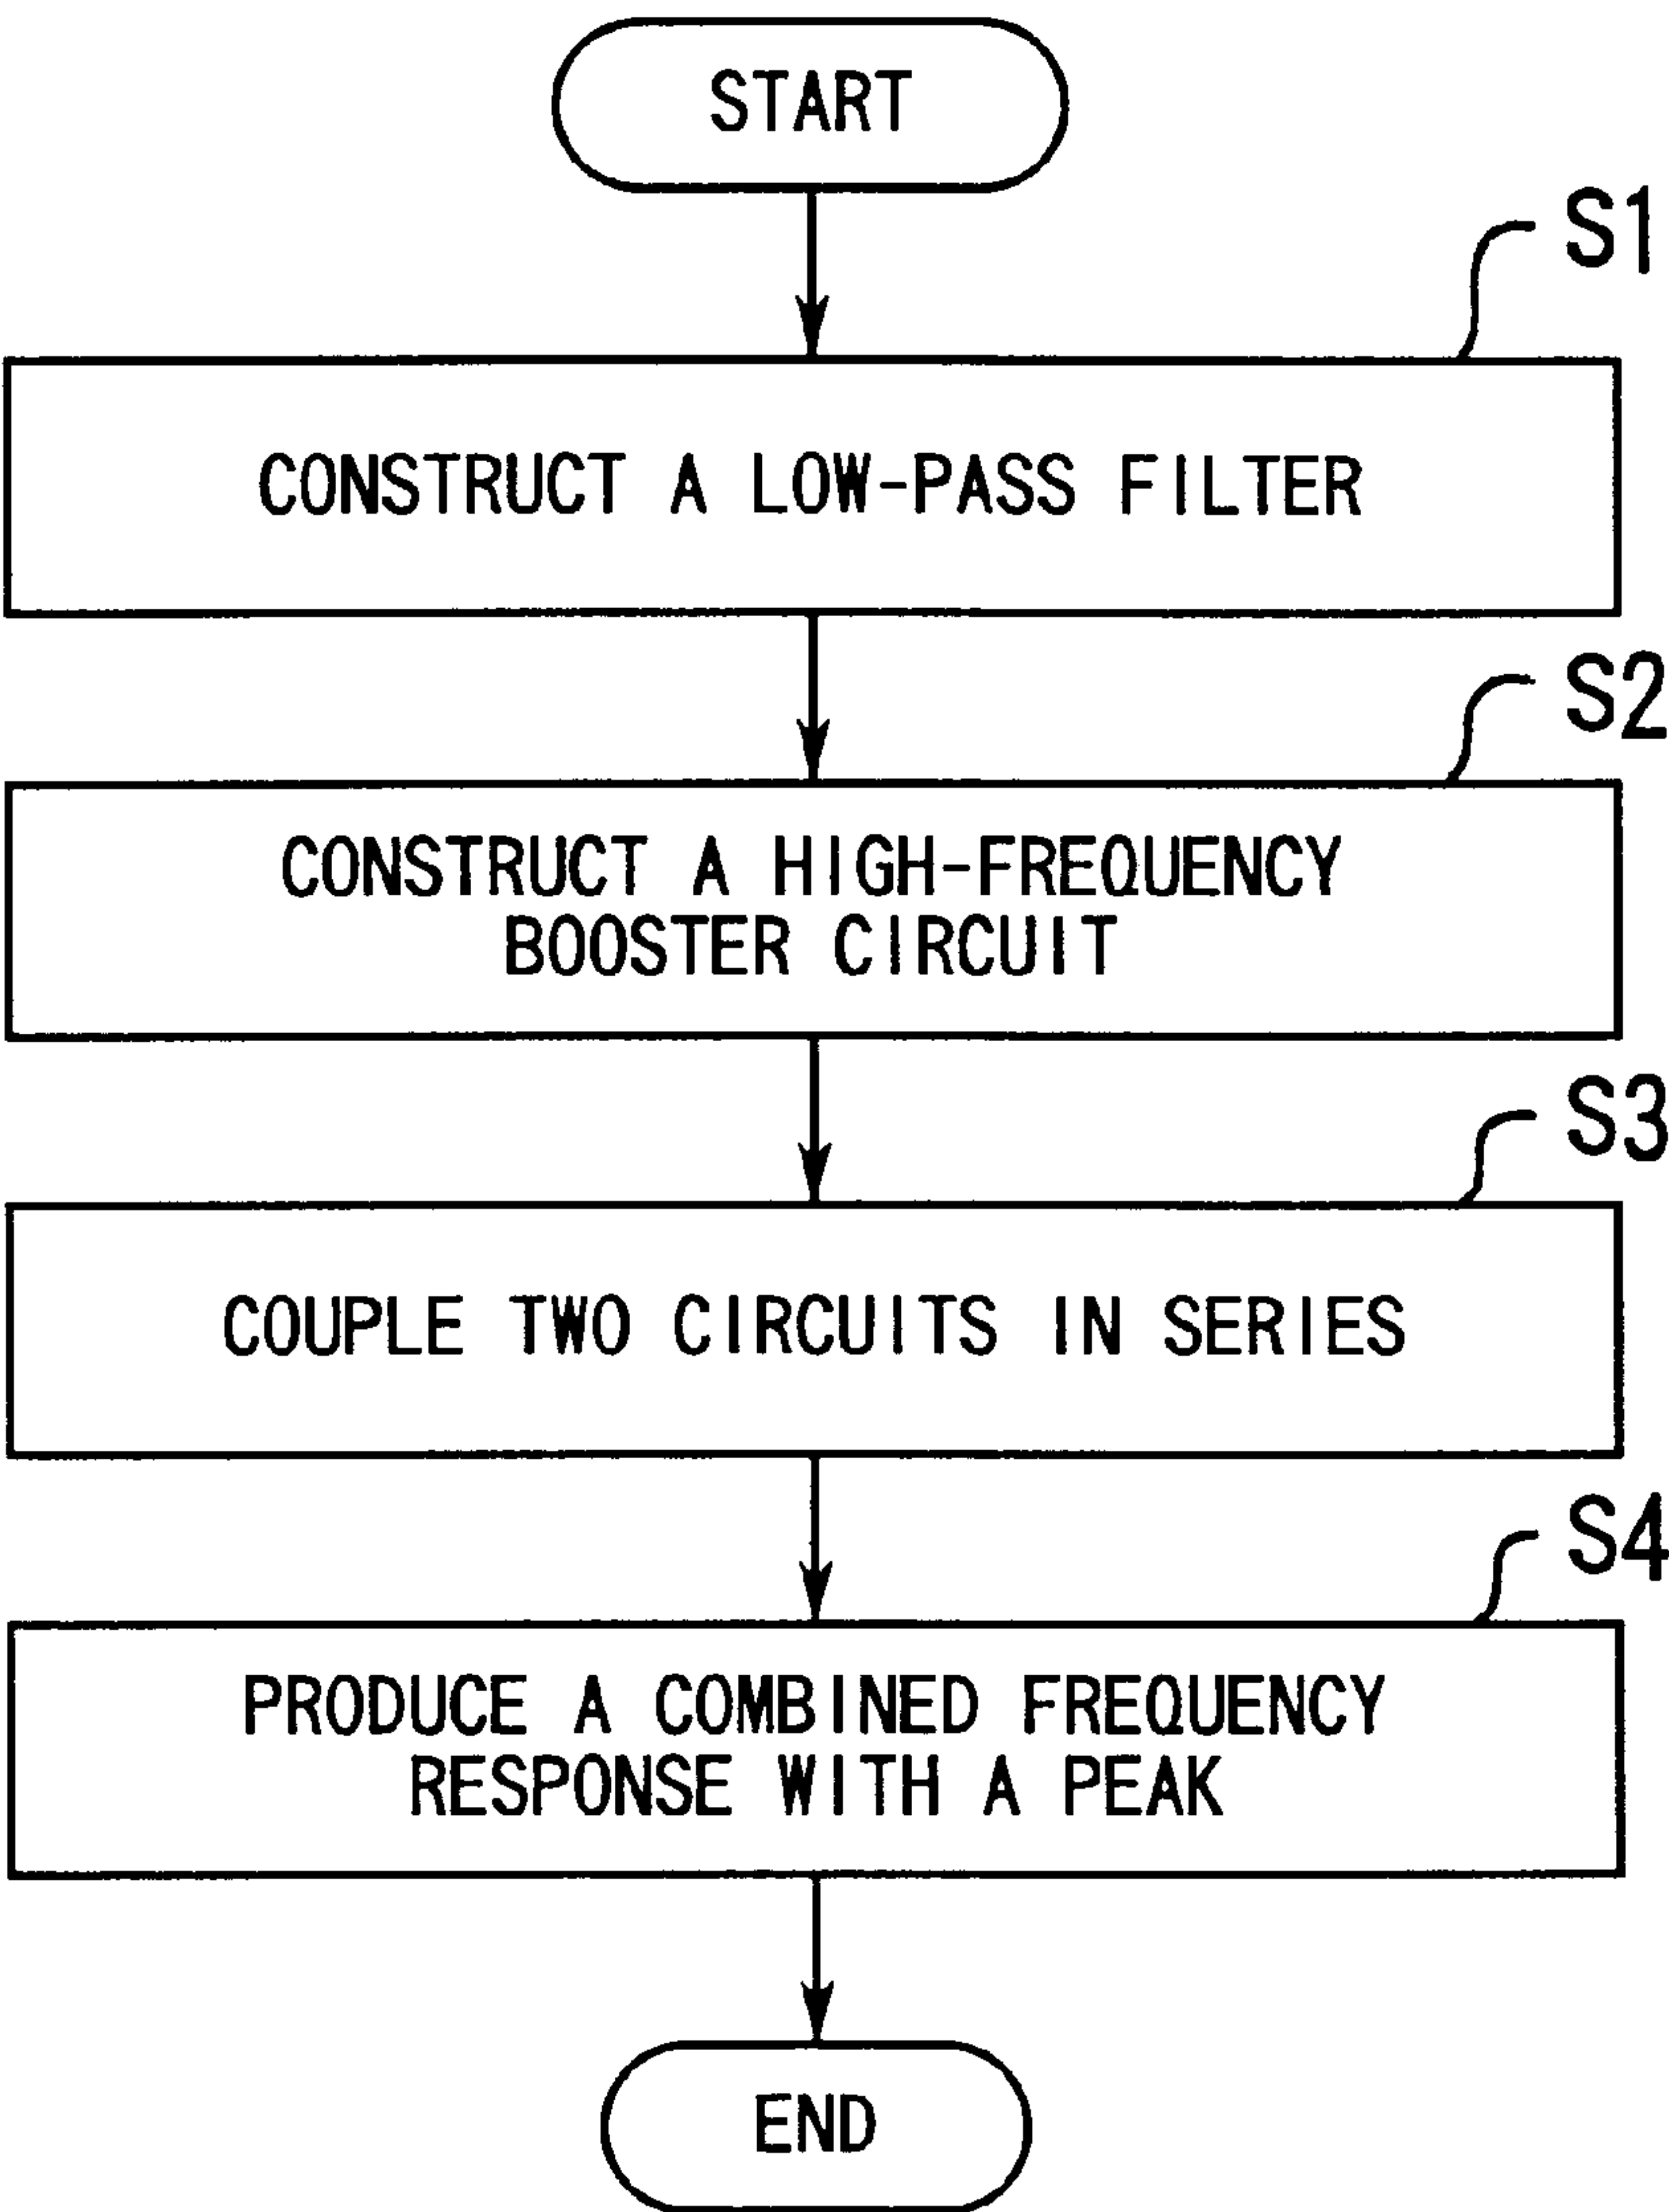 START
S1
CONSTRUCT A LOW-PASS FILTER
S2
CONSTRUCT A HIGH-FREQUENCY
BOOSTER CIRCUIT
S3
COUPLE TWO CIRCUITS IN SERIES
S4
PRODUCE A COMBINED FREQUENCY
RESPONSE WITH A PEAK
END